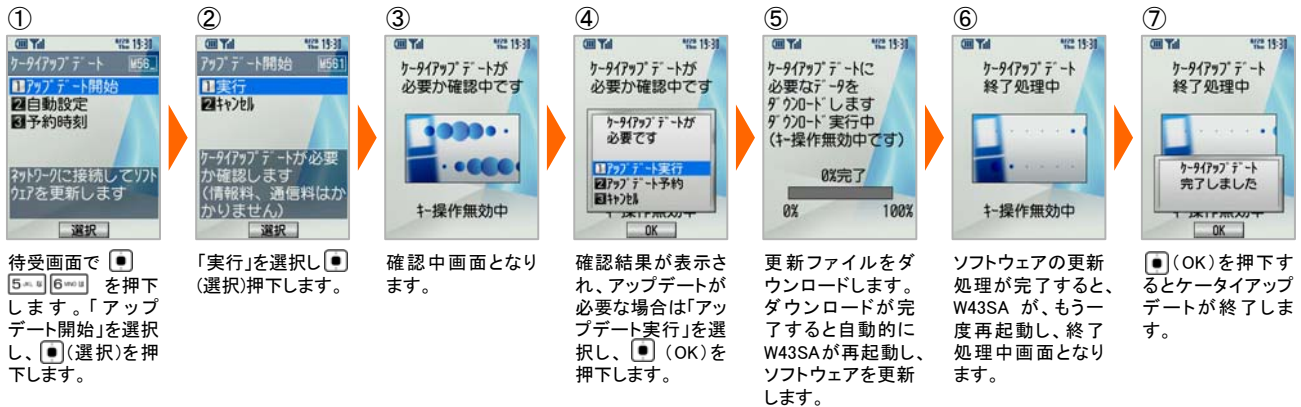 ①
15:31
ケータイアップデート M56_
1アップデート開始
2自動設定
3予約時刻
ネットワークに接続してソフト
ウェアを更新します
選択
待受画面で
5 6 を押下
します。「アップ
デート開始」を選択
し、(選択)を押
下します。
②
15:31
アップデート開始 M561
1実行
2キャンセル
ケータイアップデートが必要
か確認します
(情報料、通信料はか
かりません)
選択
「実行」を選択し
(選択)押下します。
③
15:31
ケータイアップデートが
必要か確認中です
キー操作無効中
確認中画面となり
ます。
④
15:31
ケータイアップデートが
必要か確認中です
ケータイアップデートが
必要です
1アップデート実行
2アップデート予約
3キャンセル
キー操作無効中
OK
確認結果が表示さ
れ、アップデートが
必要な場合は「アッ
プデート実行」を選
択し、(OK)を
押下します。
⑤
15:31
ケータイアップデートに
必要なデータを
ダウンロードします
ダウンロード実行中
(キー操作無効中です)
0%完了
0% 100%
更新ファイルをダ
ウンロードします。
ダウンロードが完
了すると自動的に
W43SAが再起動し、
ソフトウェアを更新
します。
⑥
15:31
ケータイアップデート
終了処理中
キー操作無効中
ソフトウェアの更新
処理が完了すると、
W43SA が、もう一
度再起動し、終了
処理中画面となり
ます。
⑦
15:31
ケータイアップデート
終了処理中
ケータイアップデート
完了しました
OK
(OK)を押下す
るとケータイアップ
デートが終了しま
す。